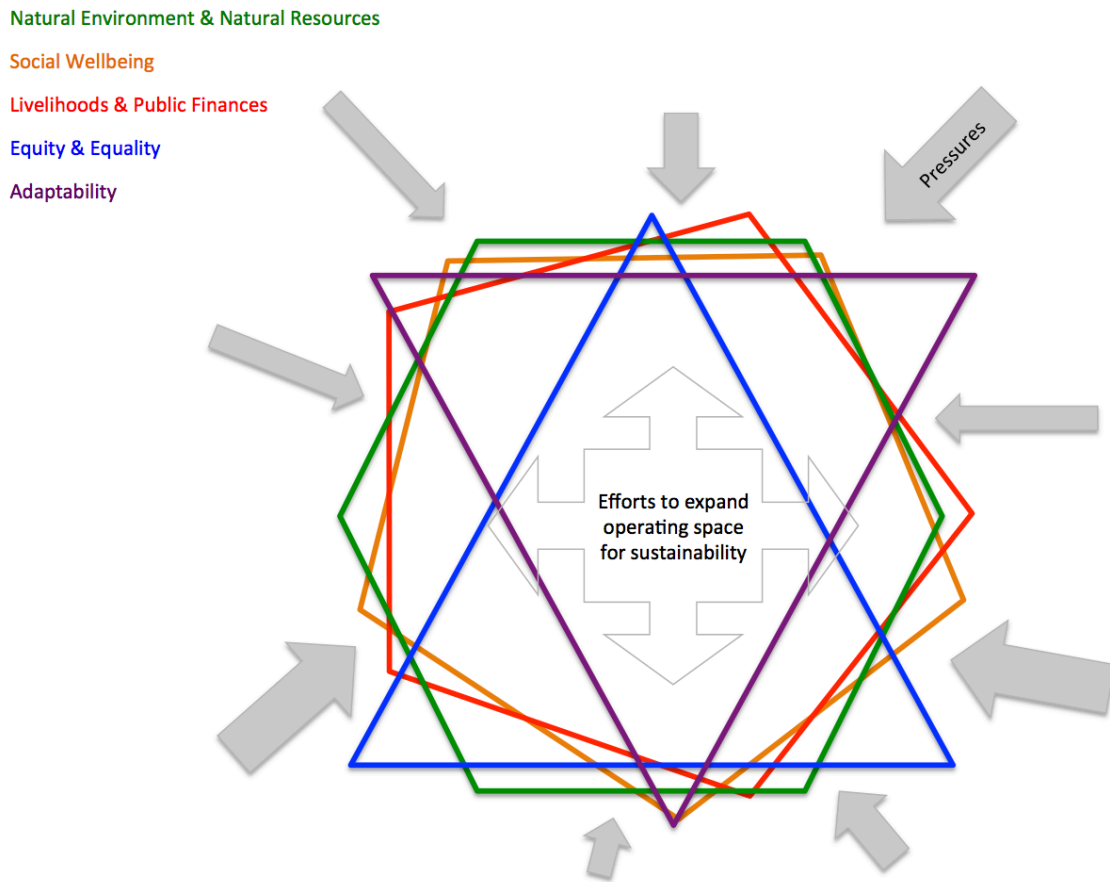 Natural Environment & Natural Resources
Social Wellbeing
Livelihoods & Public Finances
Equity & Equality
Adaptability
Pressures
Efforts to expand
operating space
for sustainability